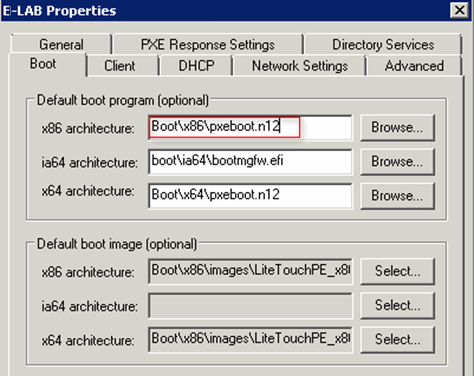 E-LAB Properties
General PXE Response Settings Directory Services
Boot Client DHCP Network Settings Advanced
Default boot program (optional)
x86 architecture: Boot\x86\pxeboot.n12 Browse...
ia64 architecture: boot\ia64\bootmgfw.efi Browse...
x64 architecture: Boot\x64\pxeboot.n12 Browse...
Default boot image (optional)
x86 architecture: Boot\x86\images\LiteTouchPE_x8 Select...
ia64 architecture: Select...
x64 architecture: Boot\x86\images\LiteTouchPE_x8 Select...